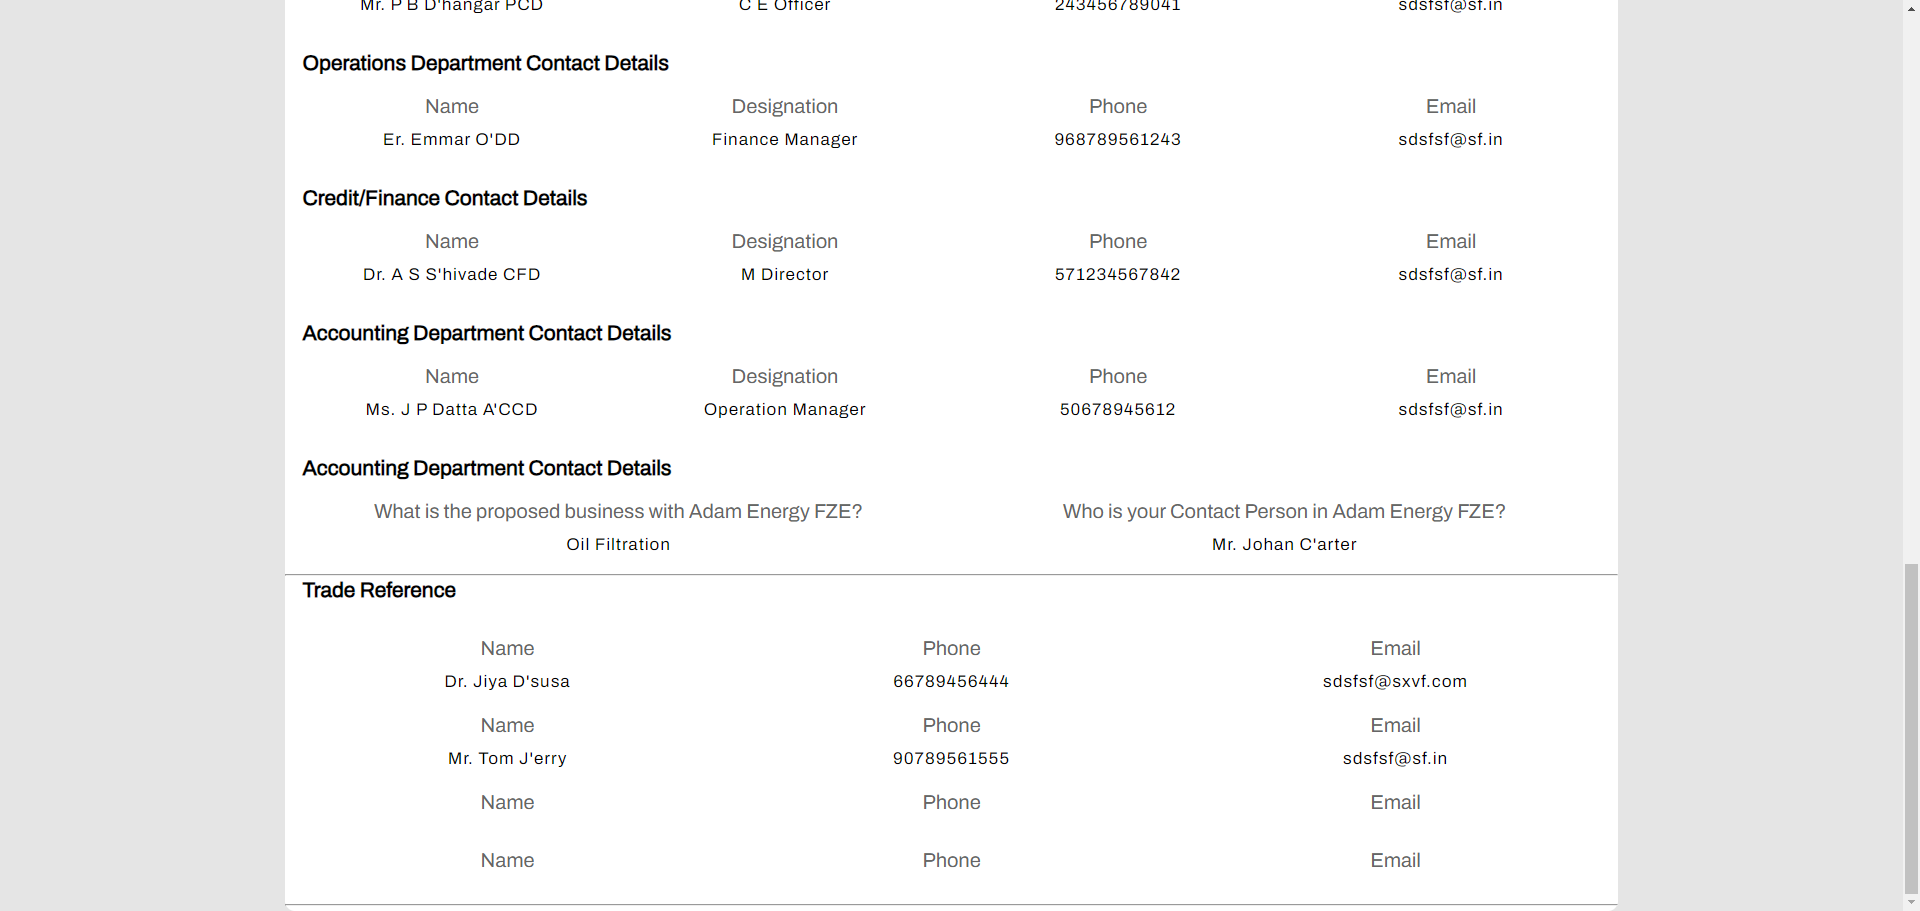 Mr. P B D'hangar PCD C E Officer 243456789041 sdsfsf@sf.in
Operations Department Contact Details
Name Designation Phone Email
Er. Emmar O'DD Finance Manager 968789561243 sdsfsf@sf.in
Credit/Finance Contact Details
Name Designation Phone Email
Dr. A S S'hivade CFD M Director 571234567842 sdsfsf@sf.in
Accounting Department Contact Details
Name Designation Phone Email
Ms. J P Datta A'CCD Operation Manager 50678945612 sdsfsf@sf.in
Accounting Department Contact Details
What is the proposed business with Adam Energy FZE? Who is your Contact Person in Adam Energy FZE?
Oil Filtration Mr. Johan C'arter
Trade Reference
Name Phone Email
Dr. Jiya D'susa 66789456444 sdsfsf@sxvf.com
Name Phone Email
Mr. Tom J'erry 90789561555 sdsfsf@sf.in
Name Phone Email
Name Phone Email